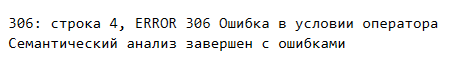 306: строка 4, ERROR 306 Ошибка в условии оператора
Семантический анализ завершен с ошибками